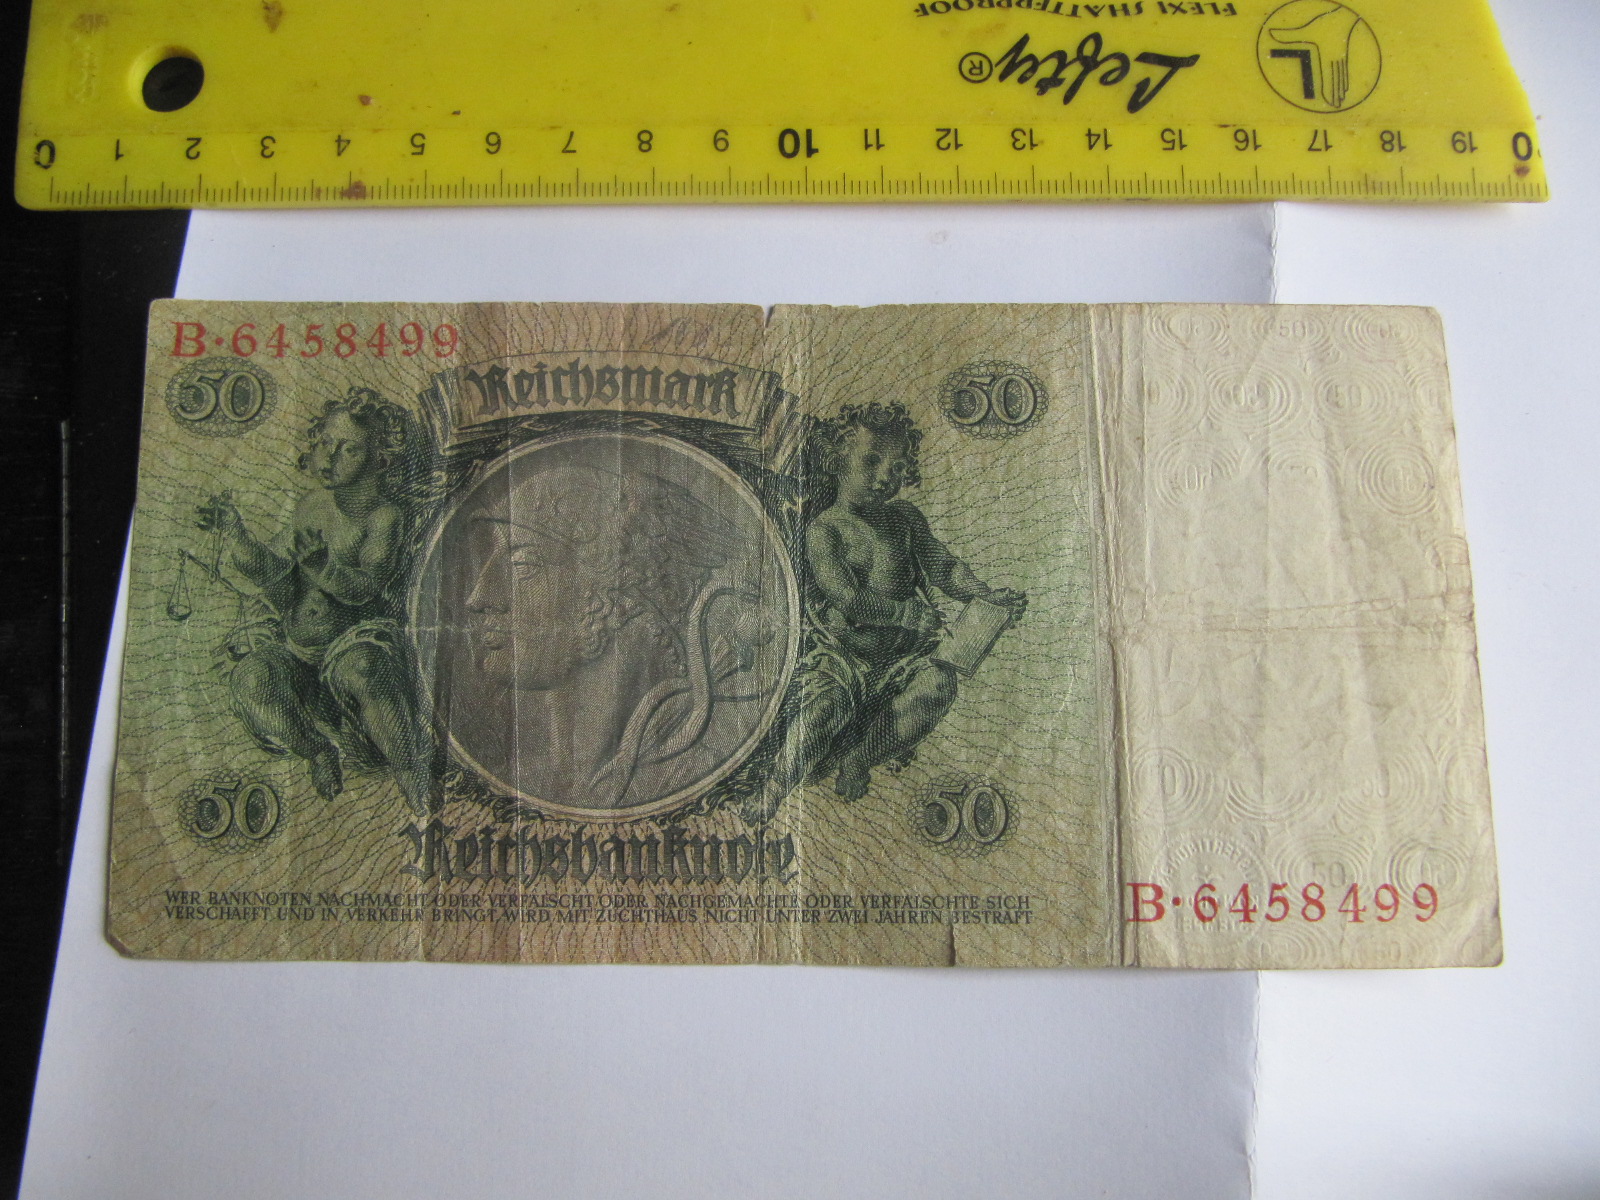 FLEXI SHATTERPROOF
Lefty®
L
0 1 2 3 4 5 6 7 8 9 10 11 12 13 14 15 16 17 18 19 0
B·6458499
50 Reichsmark 50
50 50
Reichsbanknote
WER BANKNOTEN NACHMACHT ODER VERFÄLSCHT, ODER NACHGEMACHTE ODER VERFÄLSCHTE SICH
VERSCHAFFT UND IN VERKEHR BRINGT, WIRD MIT ZUCHTHAUS NICHT UNTER ZWEI JAHREN BESTRAFT
B·6458499